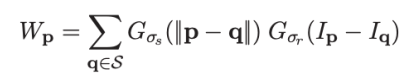 W_p = ∑_{q∈𝒮} G_{σ_s}(‖p − q‖) G_{σ_r}(I_p − I_q)